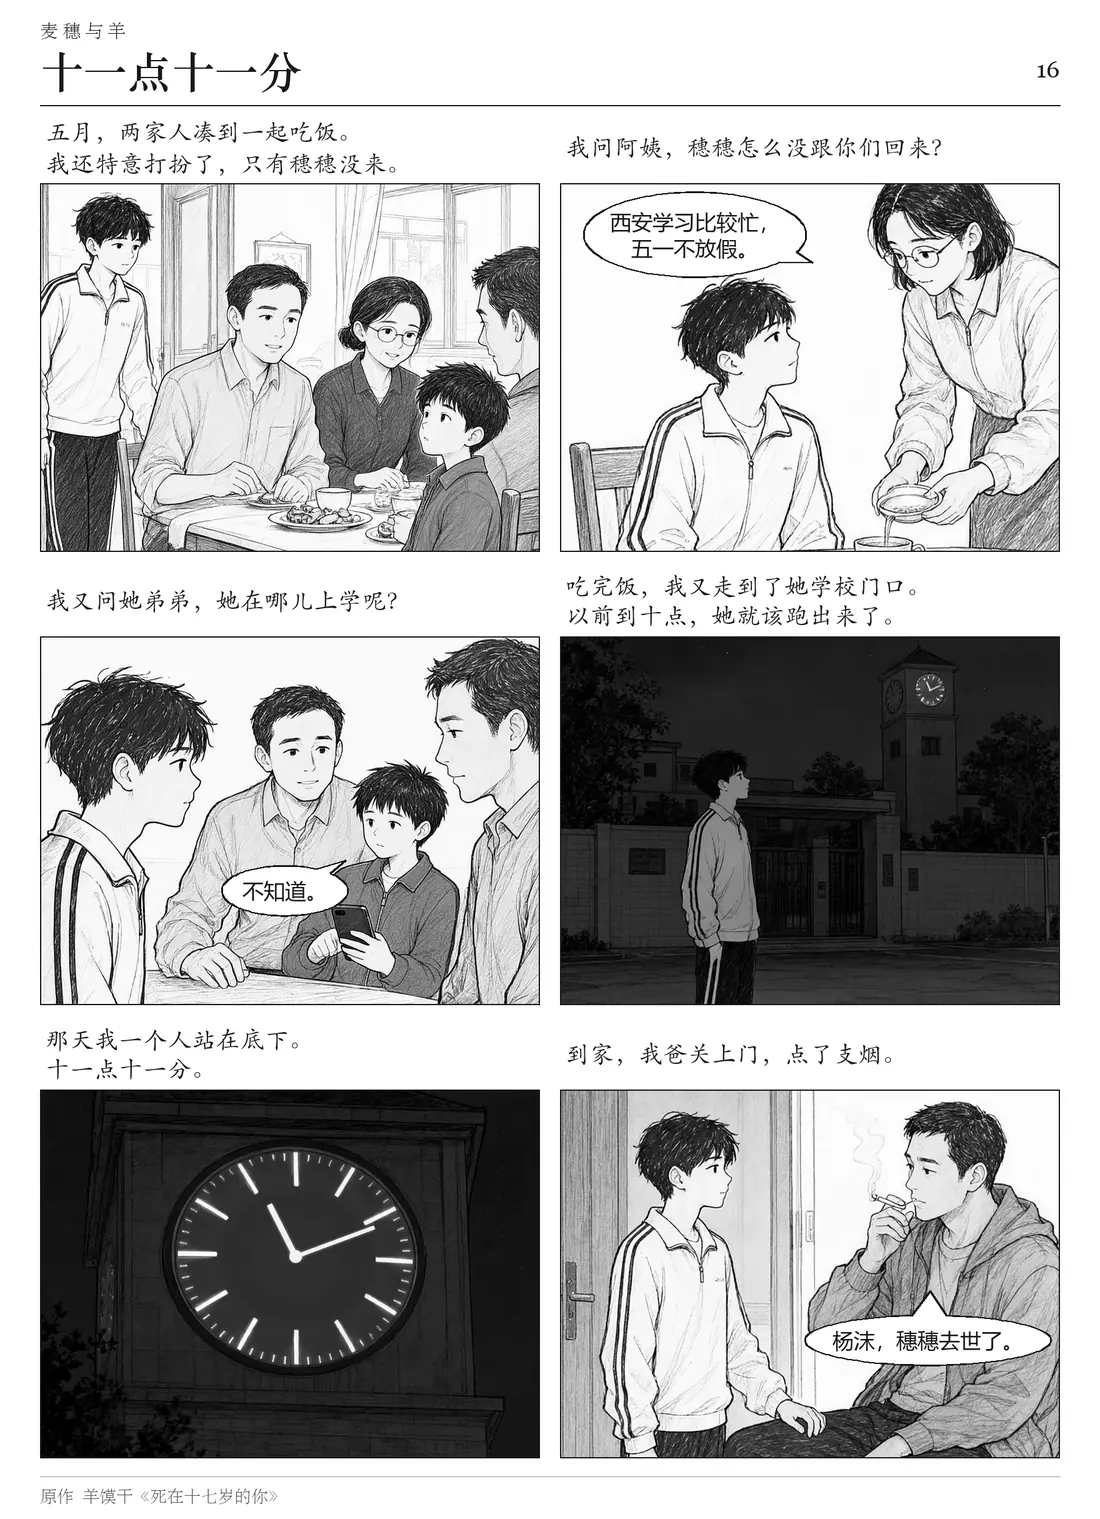 麦穗与羊
十一点十一分
16
五月，两家人凑到一起吃饭。
我还特意打扮了，只有穗穗没来。
我问阿姨，穗穗怎么没跟你们回来？
西安学习比较忙，
五一不放假。
我又问她弟弟，她在哪儿上学呢？
不知道。
吃完饭，我又走到了她学校门口。
以前到十点，她就该跑出来了。
那天我一个人站在底下。
十一点十一分。
到家，我爸关上门，点了支烟。
杨沫，穗穗去世了。
原作 羊馍干《死在十七岁的你》